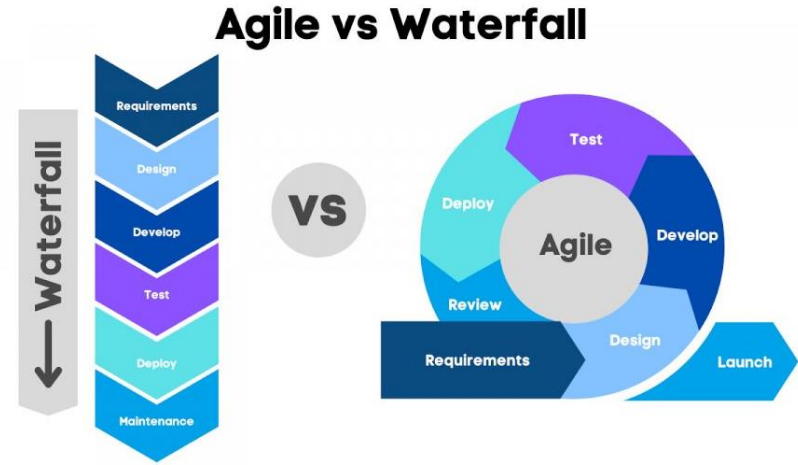 Agile vs Waterfall
Waterfall
Requirements
Design
Develop
Test
Deploy
Maintenance
VS
Agile
Requirements
Design
Develop
Test
Deploy
Review
Launch